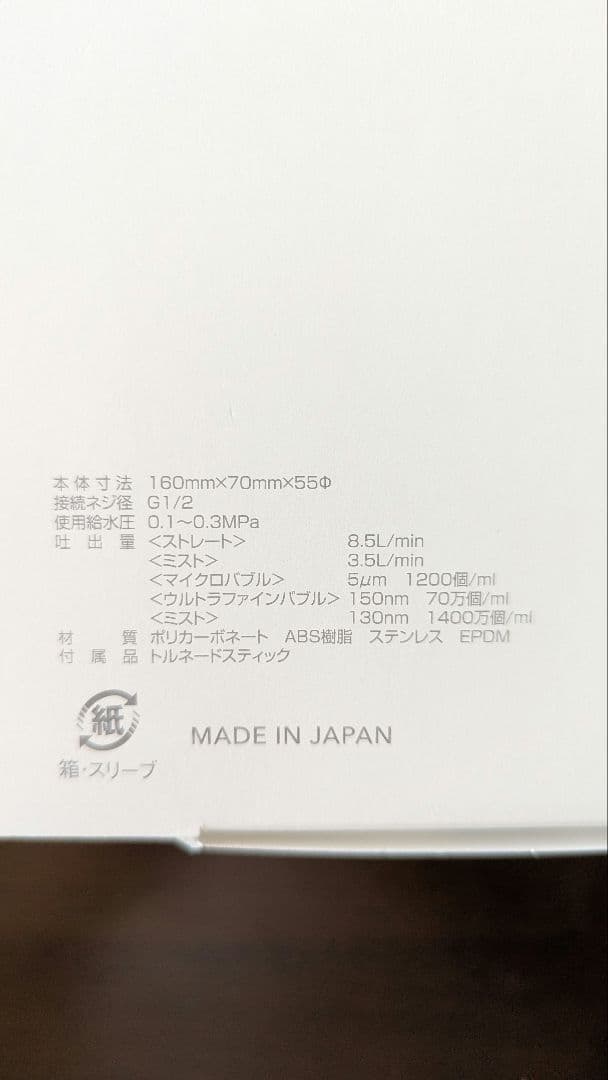 本体寸法 160mm×70mm×55Φ
接続ネジ径 G1/2
使用給水圧 0.1〜0.3MPa
吐出量 <ストレート> 8.5L/min
<ミスト> 3.5L/min
<マイクロバブル> 5μm 1200個/ml
<ウルトラファインバブル> 150nm 70万個/ml
<ミスト> 130nm 1400万個/ml
材質 ポリカーボネート ABS樹脂 ステンレス EPDM
付属品 トルネードスティック
紙
MADE IN JAPAN
箱・スリーブ